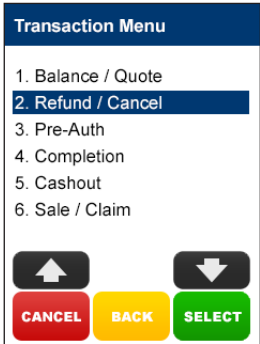 Transaction Menu
1. Balance / Quote
2. Refund / Cancel
3. Pre-Auth
4. Completion
5. Cashout
6. Sale / Claim
CANCEL BACK SELECT